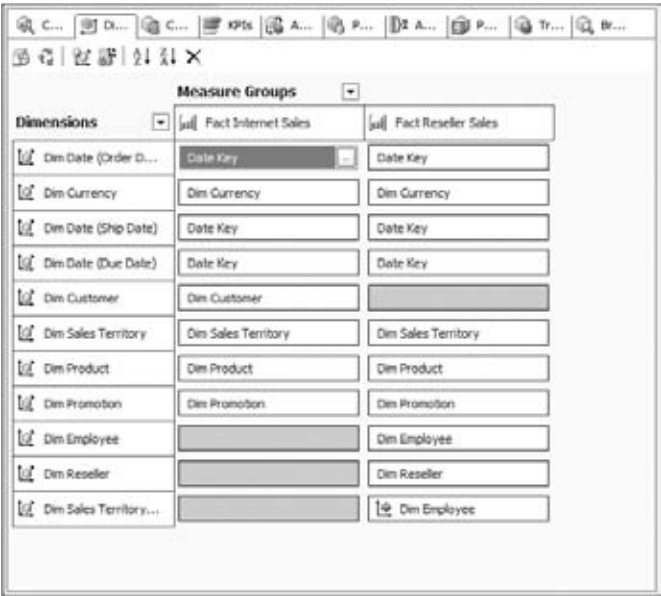 C... Di... C... KPIs A... P... A... P... Tr... Br...
Measure Groups
Dimensions Fact Internet Sales Fact Reseller Sales
Dim Date (Order D... Date Key ... Date Key
Dim Currency Dim Currency Dim Currency
Dim Date (Ship Date) Date Key Date Key
Dim Date (Due Date) Date Key Date Key
Dim Customer Dim Customer
Dim Sales Territory Dim Sales Territory Dim Sales Territory
Dim Product Dim Product Dim Product
Dim Promotion Dim Promotion Dim Promotion
Dim Employee Dim Employee
Dim Reseller Dim Reseller
Dim Sales Territory... Dim Employee